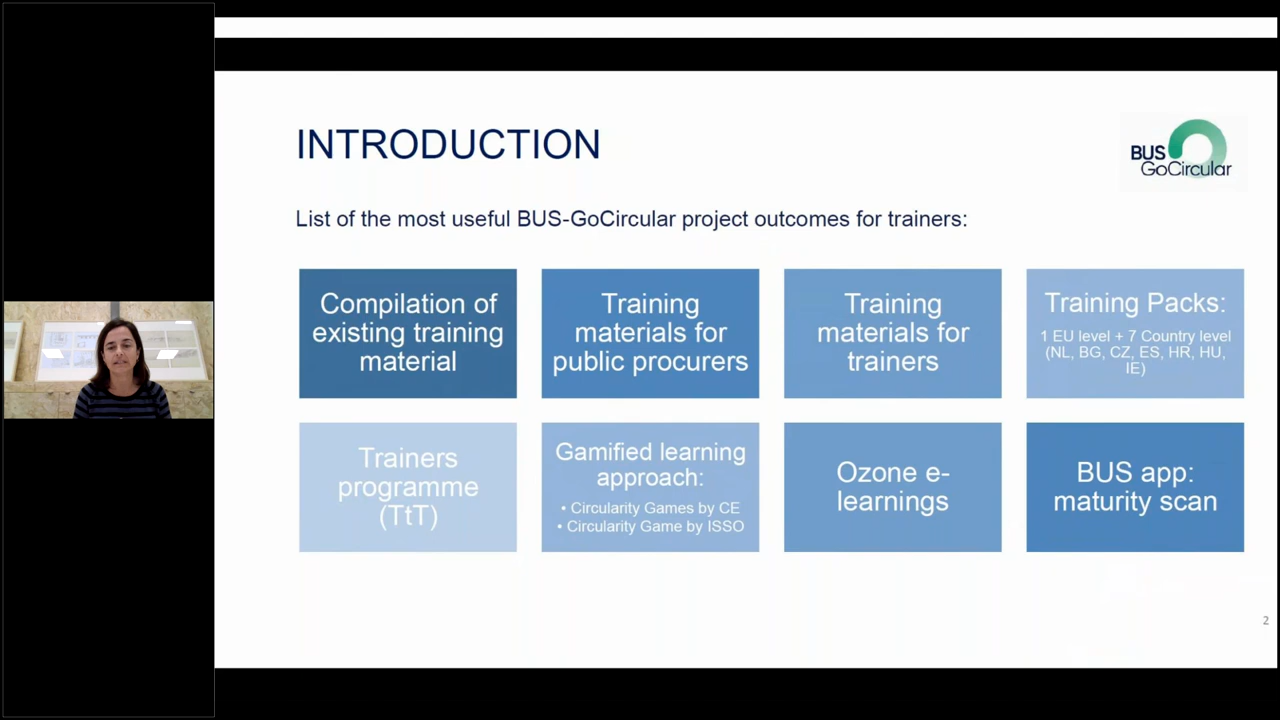 INTRODUCTION
BUS
GoCircular
List of the most useful BUS-GoCircular project outcomes for trainers:
Compilation of
existing training
material
Training
materials for
public procurers
Training
materials for
trainers
Training Packs:
1 EU level + 7 Country level
(NL, BG, CZ, ES, HR, HU,
IE)
Trainers
programme
(TtT)
Gamified learning
approach:
• Circularity Games by CE
• Circularity Game by ISSO
Ozone e-
learnings
BUS app:
maturity scan
2